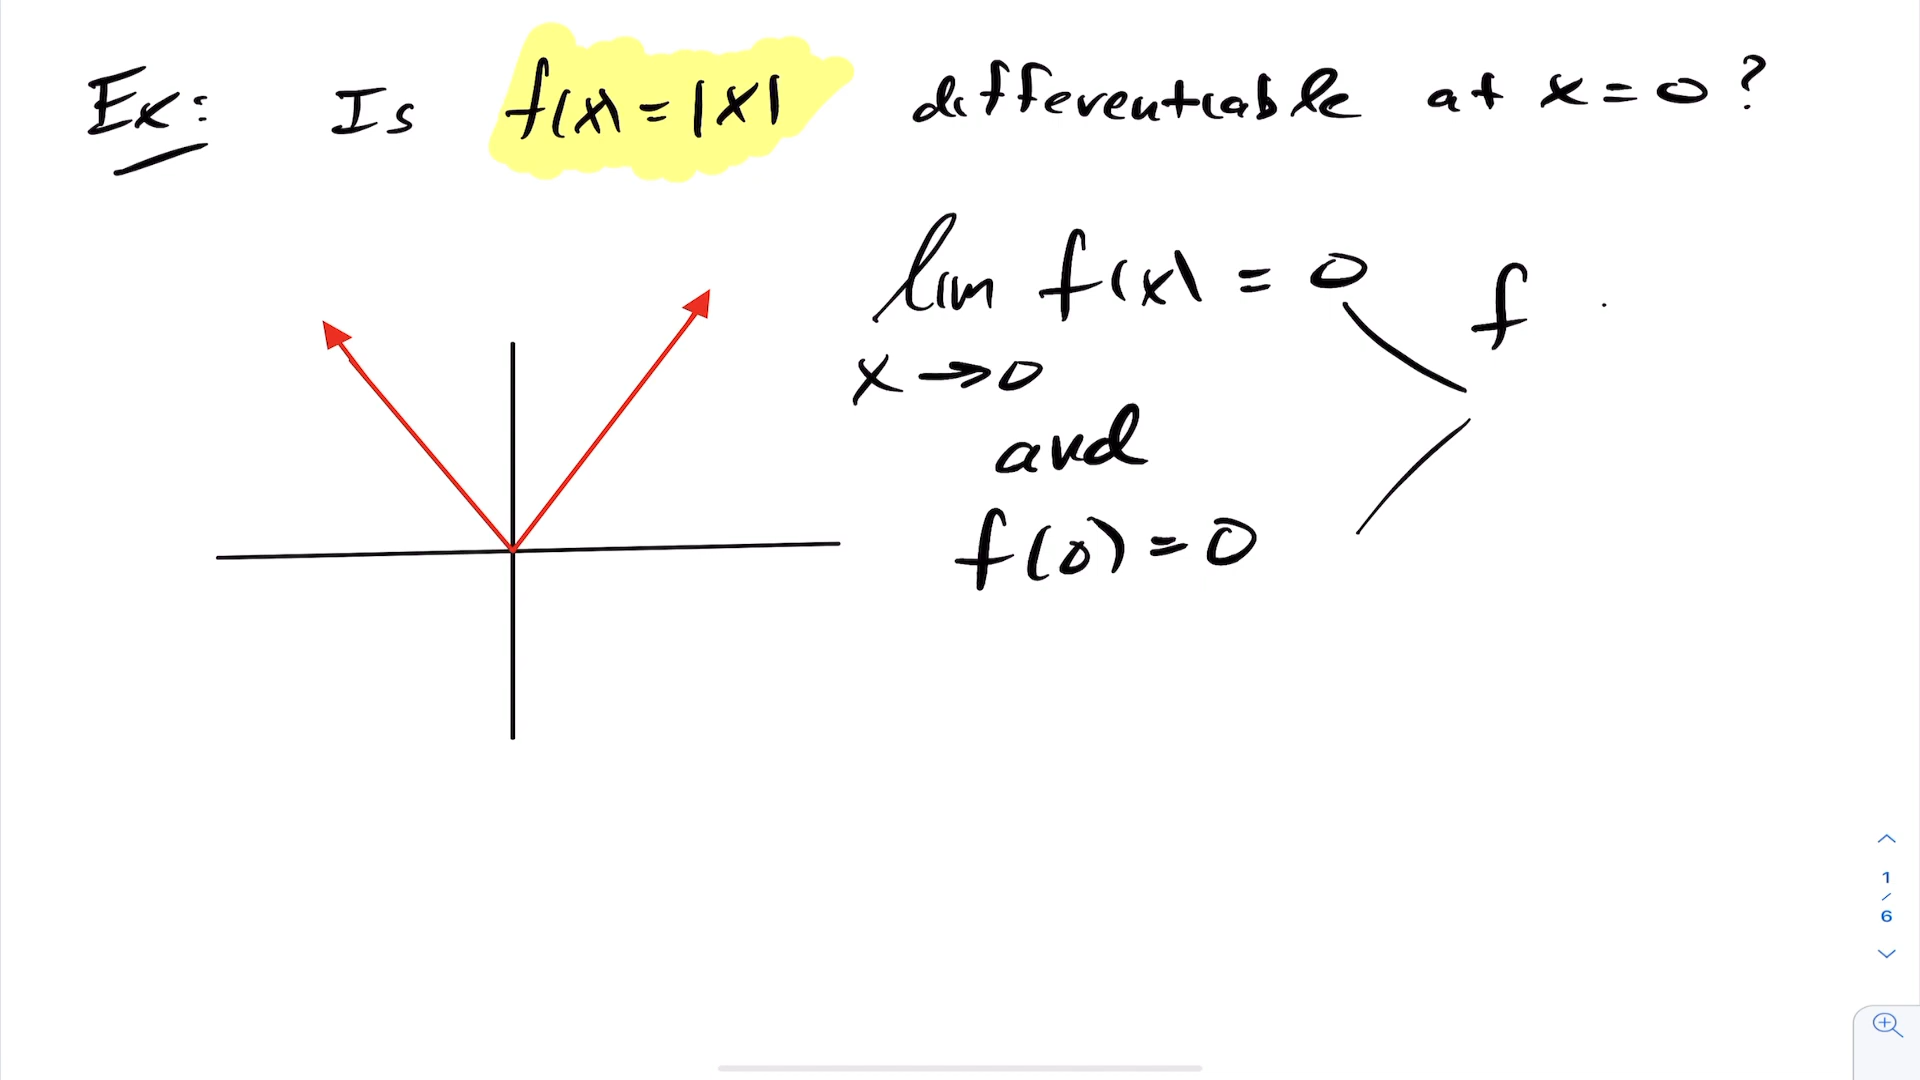 Ex: Is f(x) = |x| differentiable at x = 0 ?
lim f(x) = 0 f
x → 0
and
f(0) = 0
1
/
6